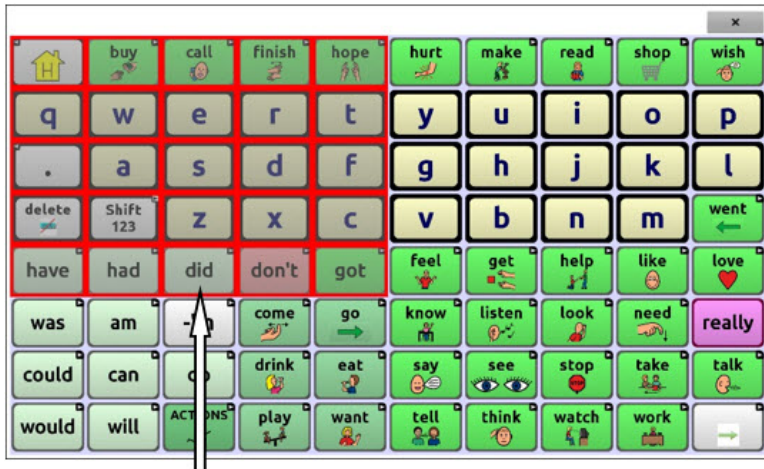 ×
H buy call finish hope hurt make read shop wish
q w e r t y u i o p
. a s d f g h j k l
delete Shift 123 z x c v b n m went
have had did don't got feel get help like love
was am come go know listen look need really
could can drink eat say see stop take talk
would will play want tell think watch work